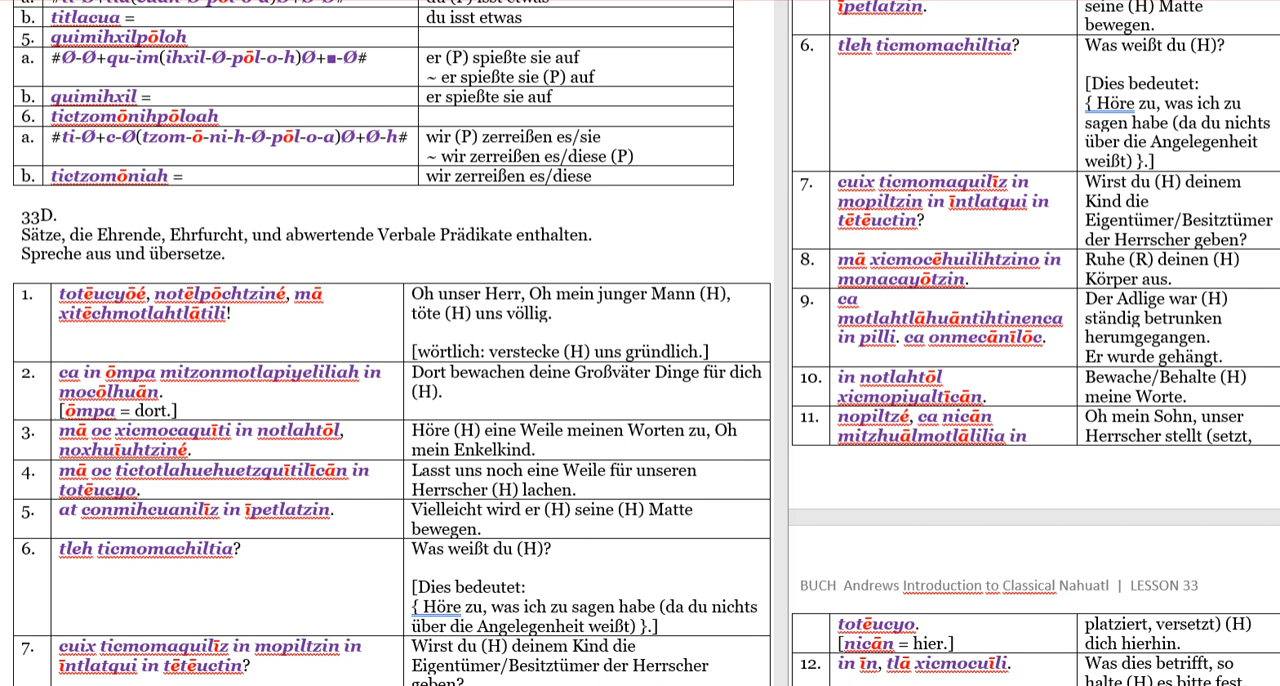 b. titlacua = du isst etwas
5. quimihxilpōloh
a. #Ø-Ø+qu-im(ihxil-Ø-pōl-o-h)Ø+■-Ø# er (P) spießte sie auf
~ er spießte sie (P) auf
b. quimihxil = er spießte sie auf
6. tictzomōnihpōloah
a. #ti-Ø+c-Ø(tzom-ō-ni-h-Ø-pōl-o-a)Ø+Ø-h# wir (P) zerreißen es/sie
~ wir zerreißen es/diese (P)
b. tictzomōniah = wir zerreißen es/diese
33D.
Sätze, die Ehrende, Ehrfurcht, und abwertende Verbale Prädikate enthalten.
Spreche aus und übersetze.
1. totēucyōé, notēlpōchtziné, mā Oh unser Herr, Oh mein junger Mann (H),
xitēchmotlahtlātili! töte (H) uns völlig.
[wörtlich: verstecke (H) uns gründlich.]
2. ca in ōmpa mitzonmotlapiyeliliah in Dort bewachen deine Großväter Dinge für dich
mocōlhuān. (H).
[ōmpa = dort.]
3. mā oc xicmocaquīti in notlahtōl, Höre (H) eine Weile meinen Worten zu, Oh
noxhuīuhtziné. mein Enkelkind.
4. mā oc tictotlahuehuetzquītilīcān in Lasst uns noch eine Weile für unseren
totēucyo. Herrscher (H) lachen.
5. at conmihcuanilīz in īpetlatzin. Vielleicht wird er (H) seine (H) Matte
bewegen.
6. tleh ticmomachiltia? Was weißt du (H)?
[Dies bedeutet:
{ Höre zu, was ich zu sagen habe (da du nichts
über die Angelegenheit weißt) }.]
7. cuix ticmomaquilīz in mopiltzin in Wirst du (H) deinem Kind die
īntlatqui in tētēuctin? Eigentümer/Besitztümer der Herrscher
geben?
īpetlatzin. seine (H) Matte
bewegen.
6. tleh ticmomachiltia? Was weißt du (H)?
[Dies bedeutet:
{ Höre zu, was ich zu
sagen habe (da du nichts
über die Angelegenheit
weißt) }.]
7. cuix ticmomaquilīz in Wirst du (H) deinem
mopiltzin in īntlatqui in Kind die
tētēuctin? Eigentümer/Besitztümer
der Herrscher geben?
8. mā xicmocēhuilihtzino in Ruhe (R) deinen (H)
monacayōtzin. Körper aus.
9. ca Der Adlige war (H)
motlahtlāhuāntihtinenca ständig betrunken
in pilli. ca onmecānīlōc. herumgegangen.
Er wurde gehängt.
10. in notlahtōl Bewache/Behalte (H)
xicmopiyaltīcān. meine Worte.
11. nopiltzé, ca nicān Oh mein Sohn, unser
mitzhuālmotlālilia in Herrscher stellt (setzt,
BUCH Andrews Introduction to Classical Nahuatl | LESSON 33
totēucyo. platziert, versetzt) (H)
[nicān = hier.] dich hierhin.
12. in īn, tlā xicmocuīli. Was dies betrifft, so
halte (H) es bitte fest